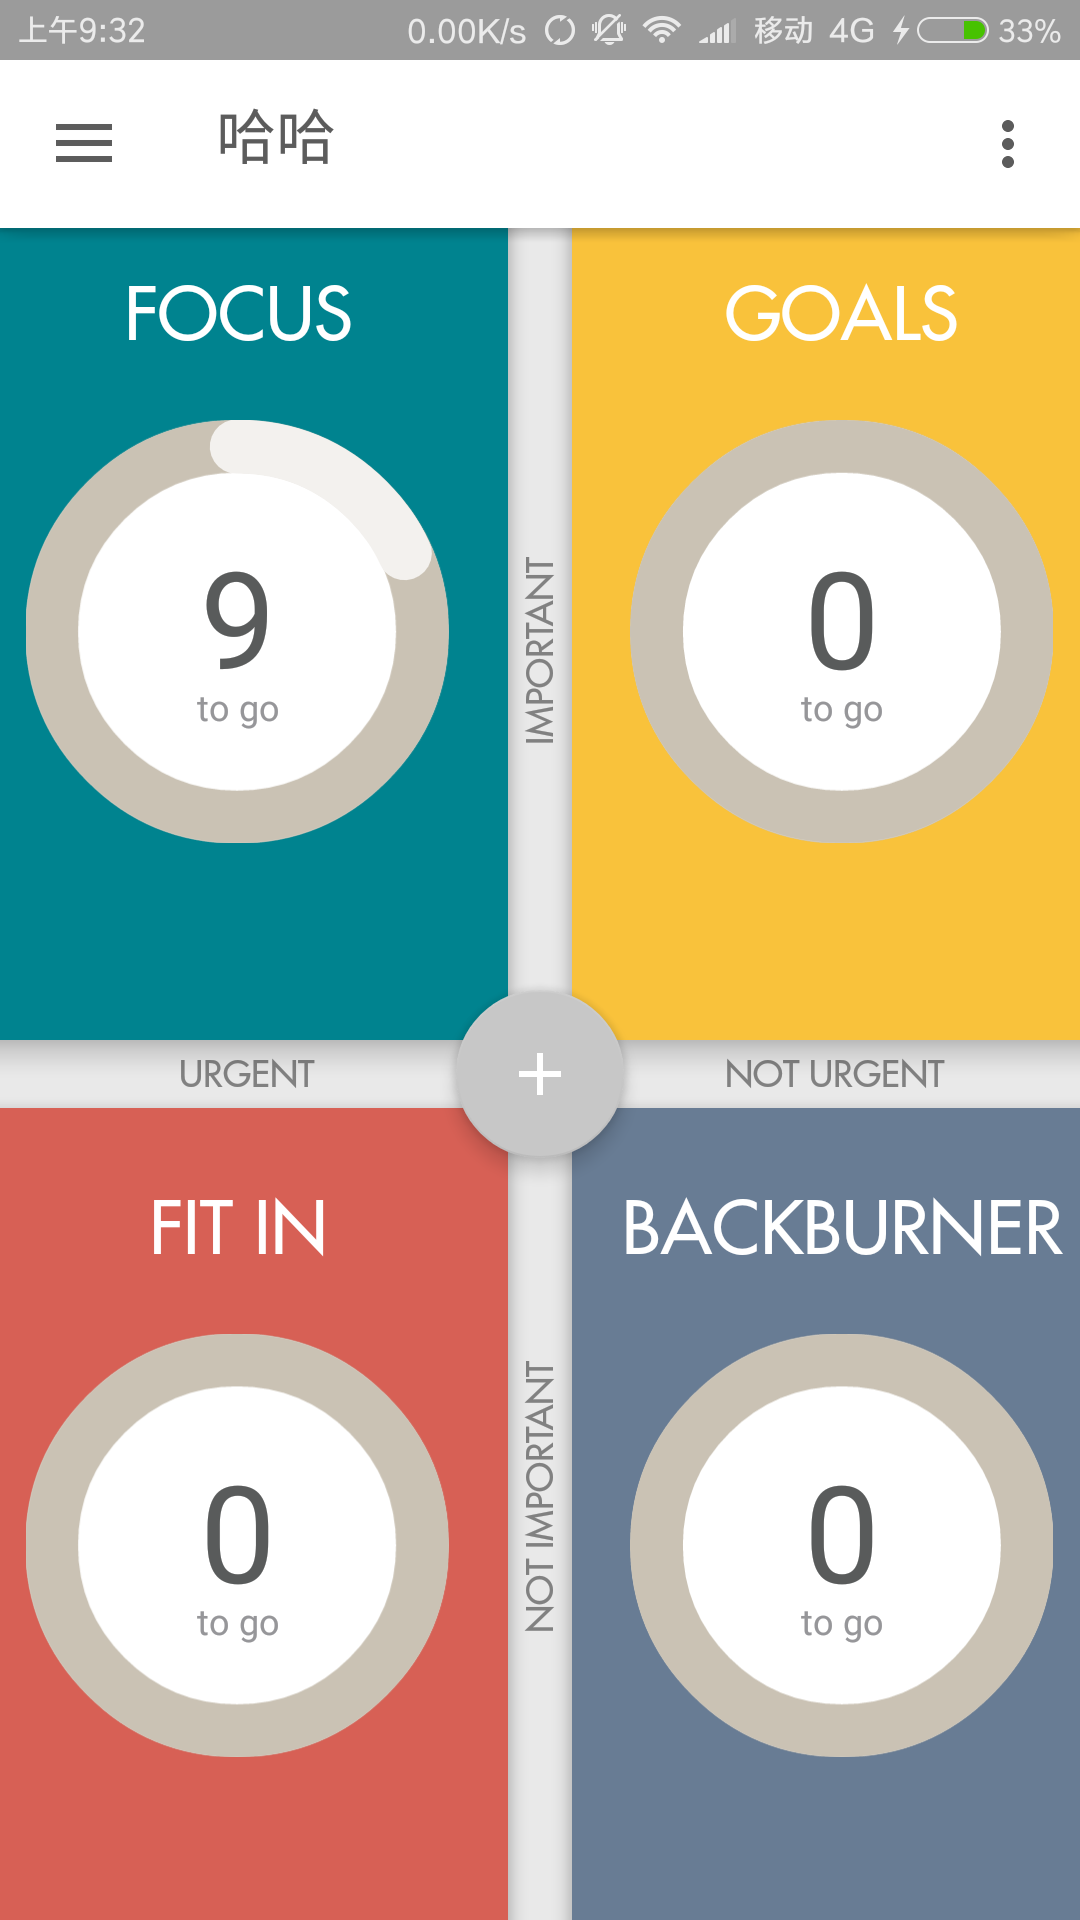 上午9:32 0.00K/s 移动 4G 33%
哈哈
FOCUS
9
to go
GOALS
0
to go
IMPORTANT
URGENT
NOT URGENT
FIT IN
0
to go
BACKBURNER
0
to go
NOT IMPORTANT